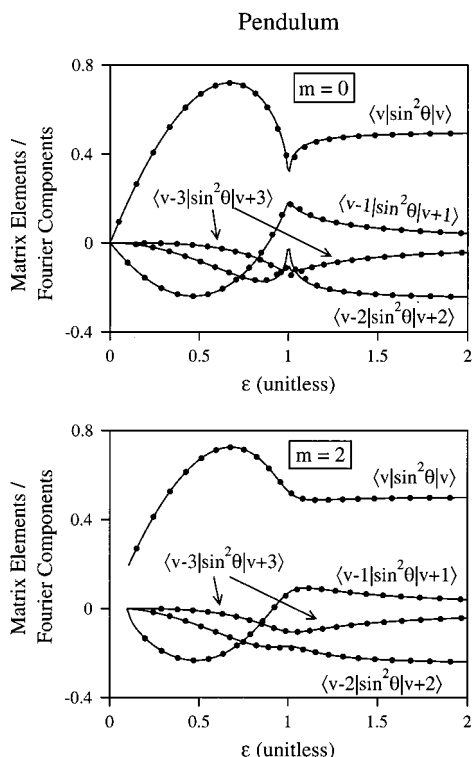 Pendulum
Matrix Elements /
Fourier Components
0.8
0.4
0
-0.4
m = 0
⟨v|sin²θ|v⟩
⟨v-3|sin²θ|v+3⟩
⟨v-1|sin²θ|v+1⟩
⟨v-2|sin²θ|v+2⟩
0
0.5
1
1.5
2
ε (unitless)
Matrix Elements /
Fourier Components
0.8
0.4
0
-0.4
m = 2
⟨v|sin²θ|v⟩
⟨v-3|sin²θ|v+3⟩
⟨v-1|sin²θ|v+1⟩
⟨v-2|sin²θ|v+2⟩
0
0.5
1
1.5
2
ε (unitless)